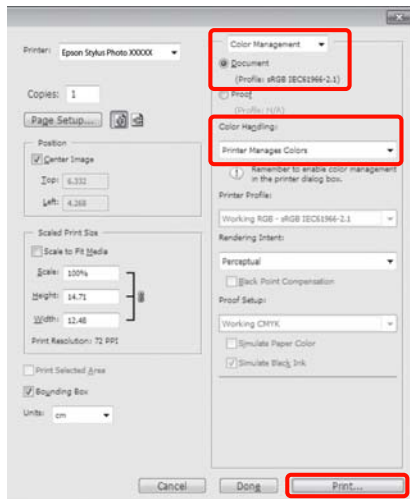 Printer: Epson Stylus Photo XXXXX
Copies: 1
Page Setup...
Position
Center Image
Top: 6.332
Left: 4.268
Scaled Print Size
Scale to Fit Media
Scale: 100%
Height: 14.71
Width: 12.48
Print Resolution: 72 PPI
Print Selected Area
Bounding Box
Units: cm
Color Management
Document
(Profile: sRGB IEC61966-2.1)
Proof
(Profile: N/A)
Color Handling:
Printer Manages Colors
Remember to enable color management
in the printer dialog box.
Printer Profile:
Working RGB - sRGB IEC61966-2.1
Rendering Intent:
Perceptual
Black Point Compensation
Proof Setup:
Working CMYK
Simulate Paper Color
Simulate Black Ink
Cancel
Done
Print...